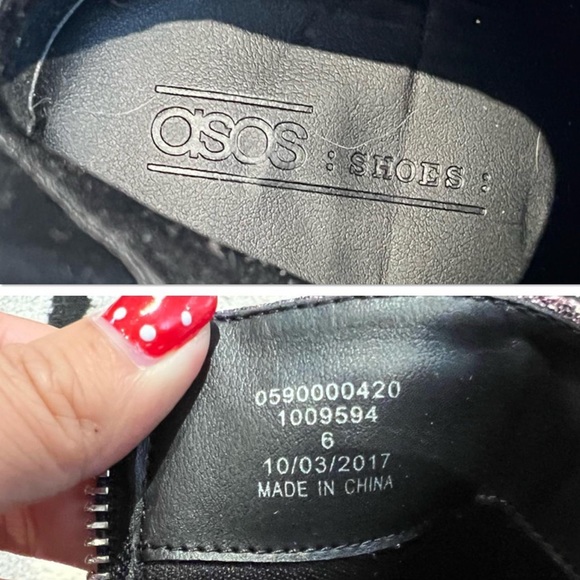 asos : SHOES :
0590000420
1009594
6
10/03/2017
MADE IN CHINA